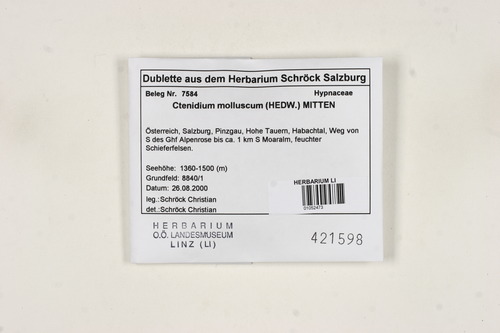 Dublette aus dem Herbarium Schröck Salzburg
Beleg Nr. 7584 Hypnaceae
Ctenidium molluscum (HEDW.) MITTEN
Österreich, Salzburg, Pinzgau, Hohe Tauern, Habachtal, Weg von
S des Ghf Alpenrose bis ca. 1 km S Moaralm, feuchter
Schieferfelsen.
Seehöhe: 1360-1500 (m)
Grundfeld: 8840/1
Datum: 26.08.2000
leg.:Schröck Christian
det.:Schröck Christian
HERBARIUM LI
01052473
HERBARIUM
O.Ö. LANDESMUSEUM
LINZ (LI)
421598